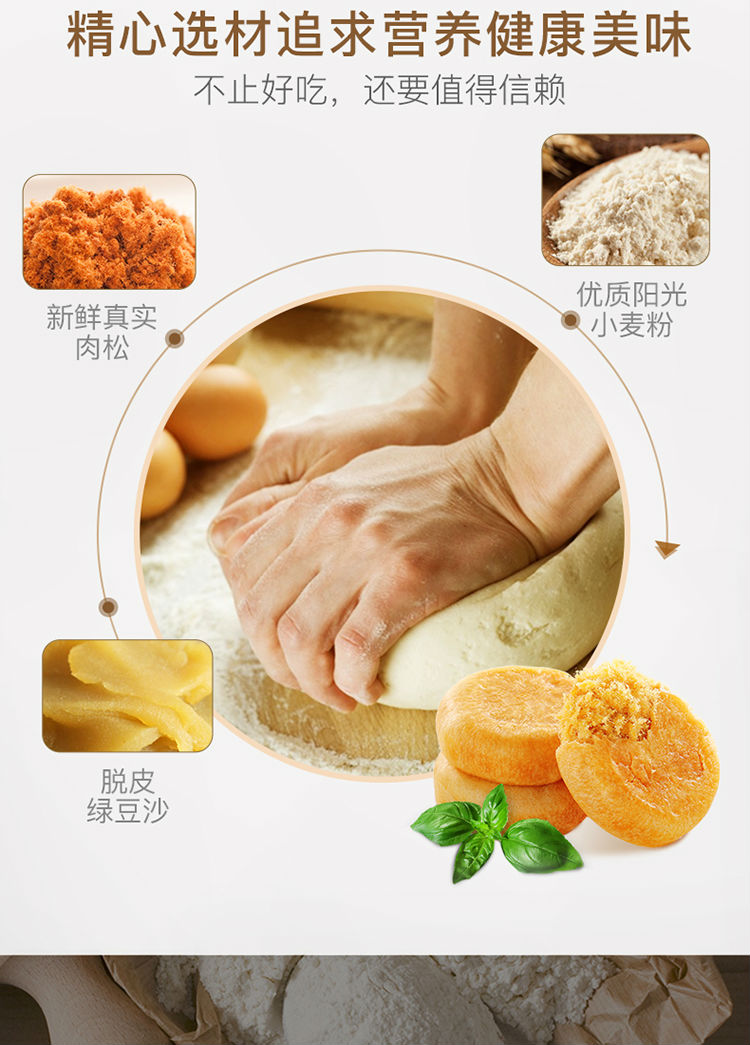 精心选材追求营养健康美味
不止好吃，还要值得信赖
新鲜真实
肉松
优质阳光
小麦粉
脱皮
绿豆沙